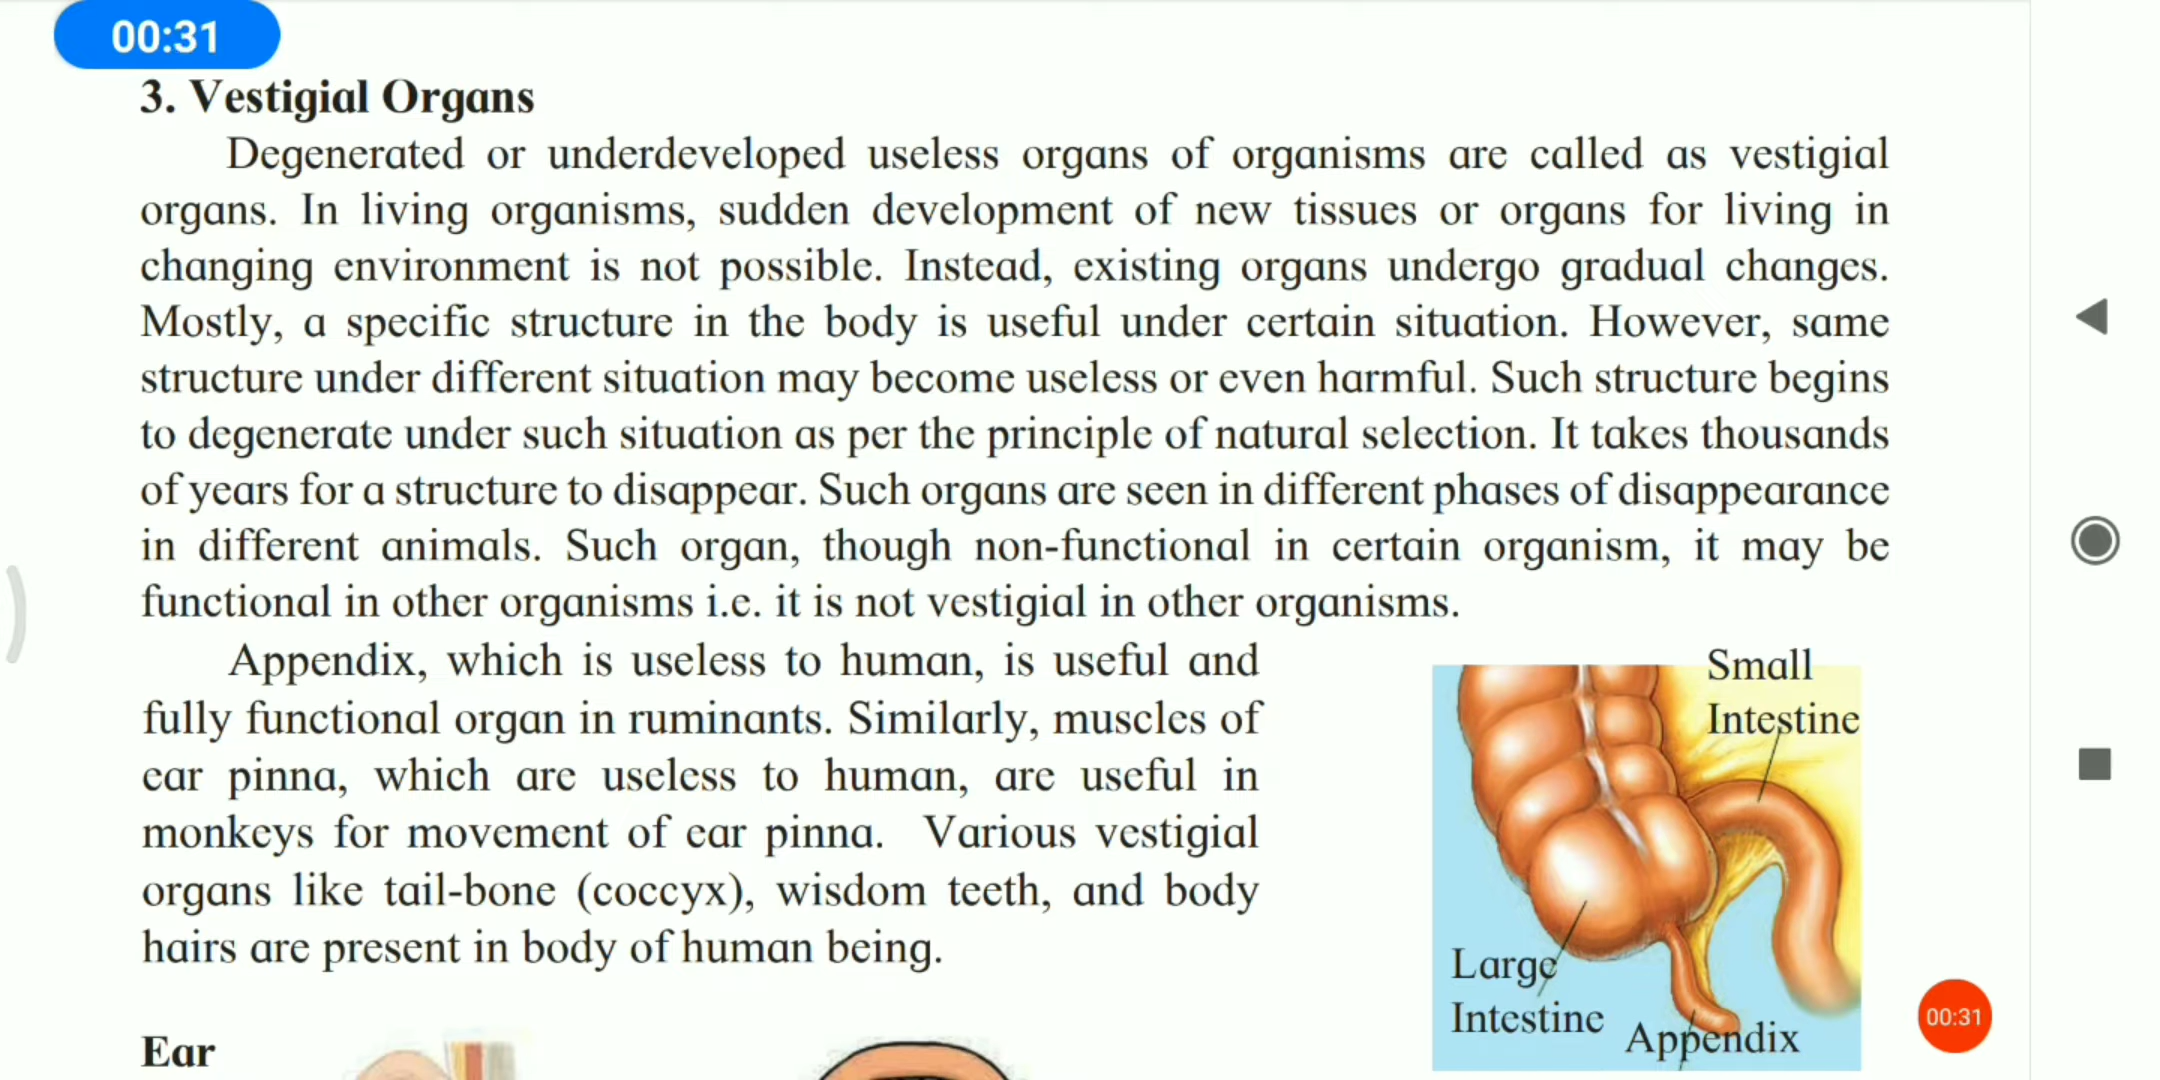 00:31
3. Vestigial Organs
Degenerated or underdeveloped useless organs of organisms are called as vestigial
organs. In living organisms, sudden development of new tissues or organs for living in
changing environment is not possible. Instead, existing organs undergo gradual changes.
Mostly, a specific structure in the body is useful under certain situation. However, same
structure under different situation may become useless or even harmful. Such structure begins
to degenerate under such situation as per the principle of natural selection. It takes thousands
of years for a structure to disappear. Such organs are seen in different phases of disappearance
in different animals. Such organ, though non-functional in certain organism, it may be
functional in other organisms i.e. it is not vestigial in other organisms.
Appendix, which is useless to human, is useful and
fully functional organ in ruminants. Similarly, muscles of
ear pinna, which are useless to human, are useful in
monkeys for movement of ear pinna. Various vestigial
organs like tail-bone (coccyx), wisdom teeth, and body
hairs are present in body of human being.
Small
Intestine
Large
Intestine
Appendix
00:31
Ear